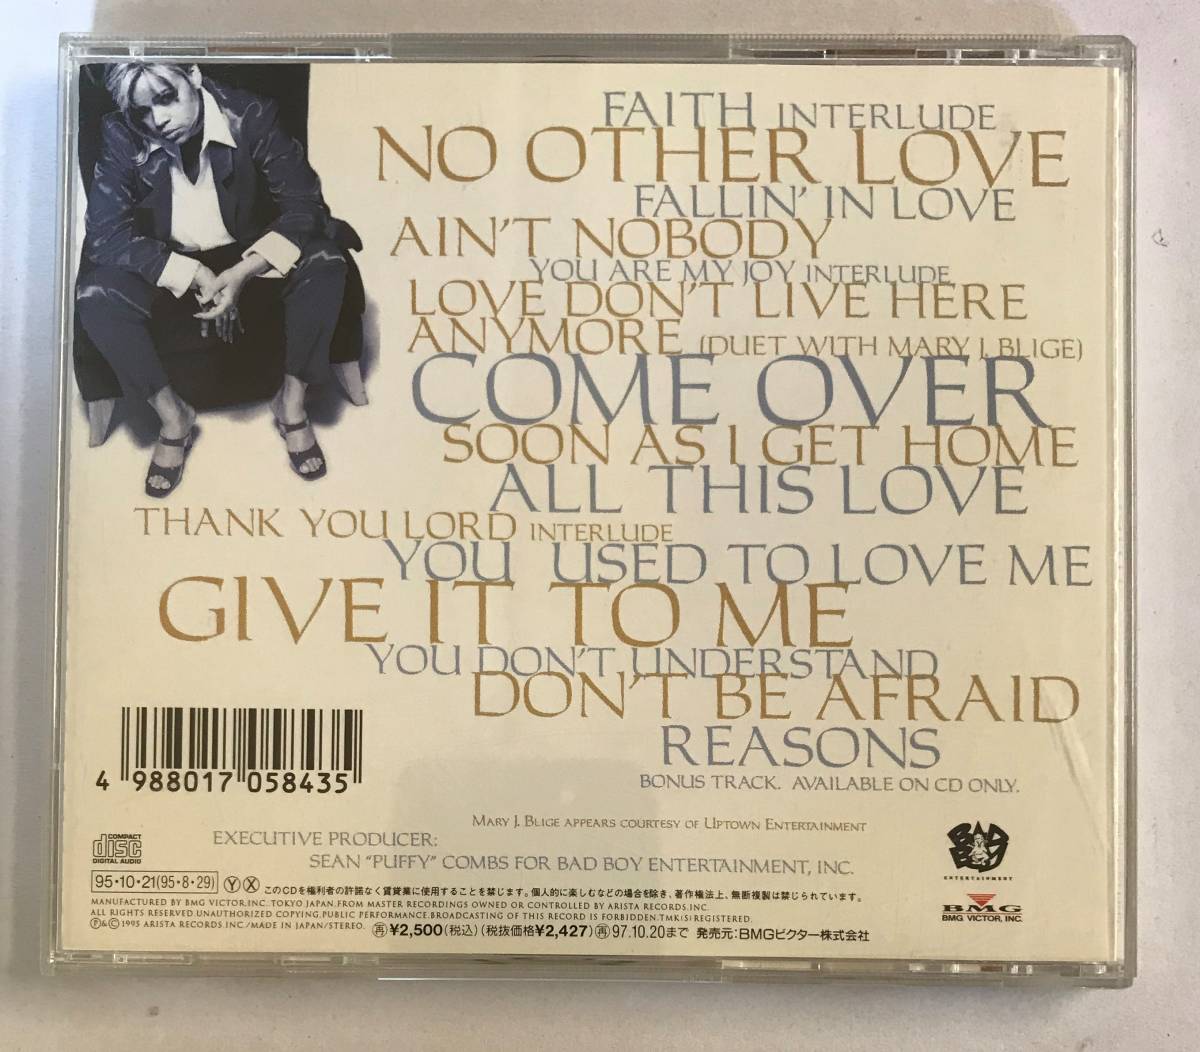 FAITH INTERLUDE
NO OTHER LOVE
FALLIN' IN LOVE
AIN'T NOBODY
YOU ARE MY JOY INTERLUDE
LOVE DON'T LIVE HERE
ANYMORE (DUET WITH MARY J. BLIGE)
COME OVER
SOON AS I GET HOME
ALL THIS LOVE
THANK YOU LORD INTERLUDE
YOU USED TO LOVE ME
GIVE IT TO ME
YOU DON'T UNDERSTAND
DON'T BE AFRAID
REASONS
BONUS TRACK. AVAILABLE ON CD ONLY.
4 988017 058435
MARY J. BLIGE APPEARS COURTESY OF UPTOWN ENTERTAINMENT
EXECUTIVE PRODUCER:
SEAN "PUFFY" COMBS FOR BAD BOY ENTERTAINMENT, INC.
COMPACT
disc
DIGITAL AUDIO
BAD BOY
ENTERTAINMENT
95·10·21(95·8·29) Ⓨ Ⓧ このCDを権利者の許諾なく賃貸業に使用することを禁じます。個人的に楽しむなどの場合を除き、著作権法上、無断複製は禁じられています。
MANUFACTURED BY BMG VICTOR,INC.,TOKYO JAPAN.FROM MASTER RECORDINGS OWNED OR CONTROLLED BY ARISTA RECORDS,INC.
ALL RIGHTS RESERVED.UNAUTHORIZED COPYING,PUBLIC PERFORMANCE,BROADCASTING OF THIS RECORD IS FORBIDDEN.TMK(S) REGISTERED.
Ⓟ&Ⓒ 1995 ARISTA RECORDS,INC./MADE IN JAPAN/STEREO. 再 ¥2,500(税込)(税抜価格¥2,427) 再 97.10.20まで 発売元:BMGビクター株式会社
BMG
BMG VICTOR, INC.